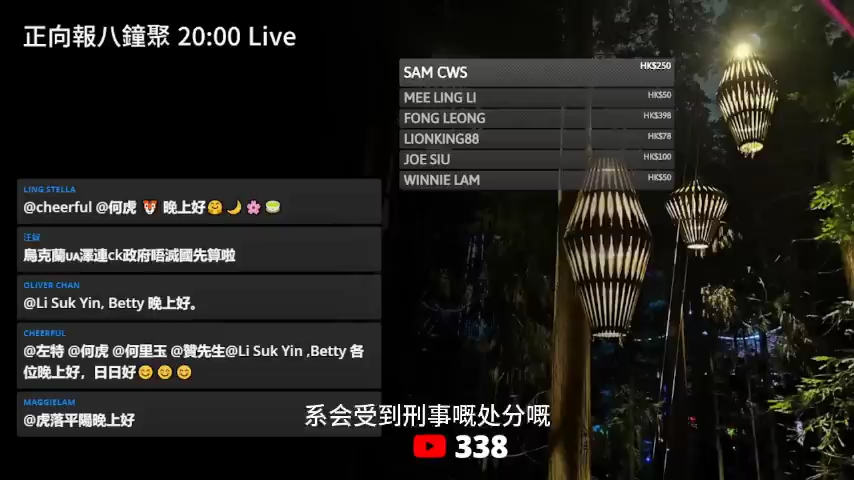 正向報八鐘聚 20:00 Live
SAM CWS HK$250
MEE LING LI HK$50
FONG LEONG HK$398
LIONKING88 HK$78
JOE SIU HK$100
WINNIE LAM HK$50
LING STELLA
@cheerful @何虎 🐯 晚上好🤗 🌙 🌸 🍵
烏克蘭UA澤連ck政府唔滅國先算啦
OLIVER CHAN
@Li Suk Yin, Betty 晚上好。
CHEERFUL
@左特 @何虎 @何里玉 @贊先生@Li Suk Yin ,Betty 各
位晚上好，日日好😊 😊 😊
MAGGIELAM
@虎落平陽晚上好
系会受到刑事嘅处分嘅
338